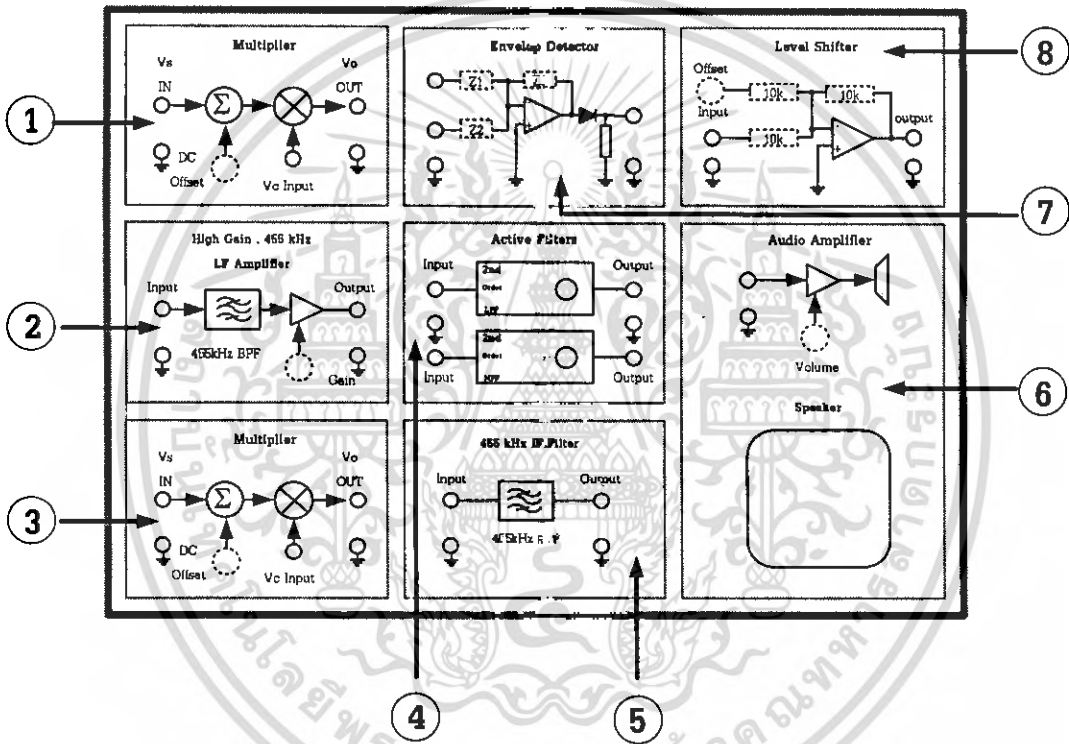 Multiplier
Vs
Vo
IN
OUT
Σ
DC
Offset
Vc Input
Envelop Detector
Z1
Z2
Level Shifter
Offset
10k
10k
Input
10k
output
8
1
7
High Gain . 455 kHz
I.F Amplifier
Input
Output
455kHz BPF
Gain
2
Active Filters
Input
Output
2nd
Order
LPF
2nd
Order
Input
Output
Audio Amplifier
Volume
Speaker
6
Multiplier
Vs
Vo
IN
OUT
Σ
DC
Offset
Vc Input
3
455 kHz IF.Filter
Input
Output
4
5